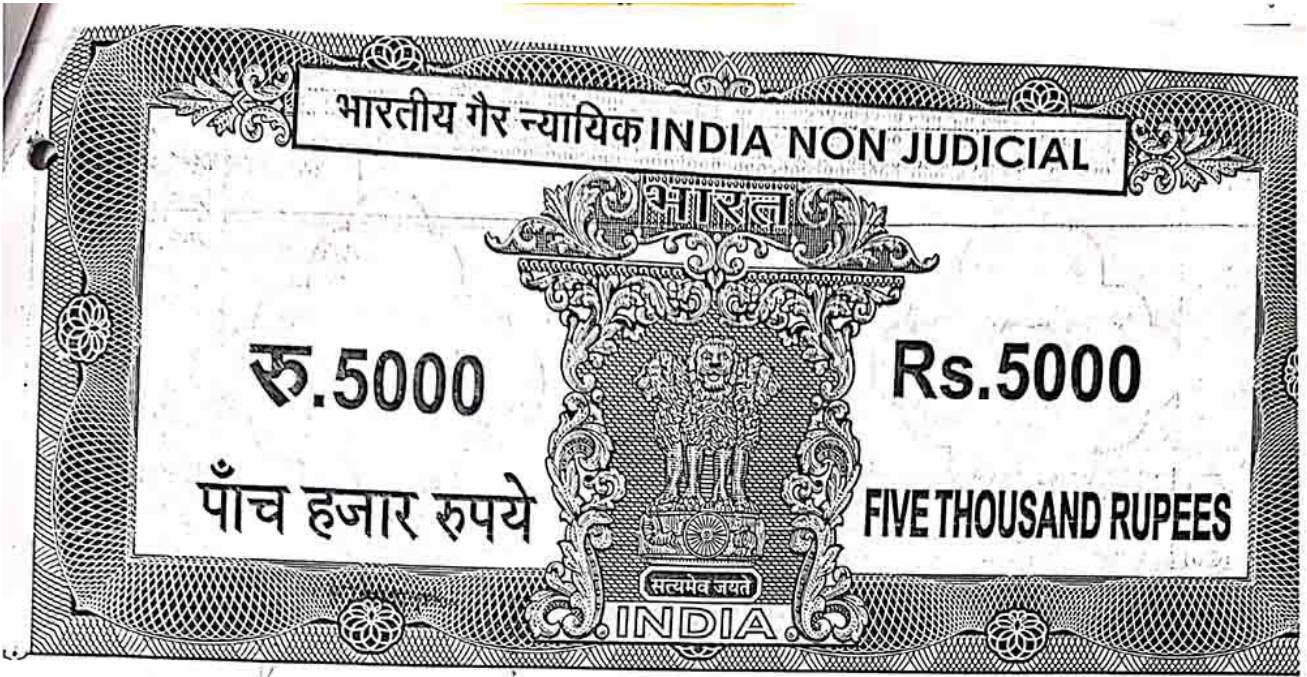 भारतीय गैर न्यायिक INDIA NON JUDICIAL
भारत
रु.5000
Rs.5000
पाँच हजार रुपये
FIVE THOUSAND RUPEES
सत्यमेव जयते
INDIA